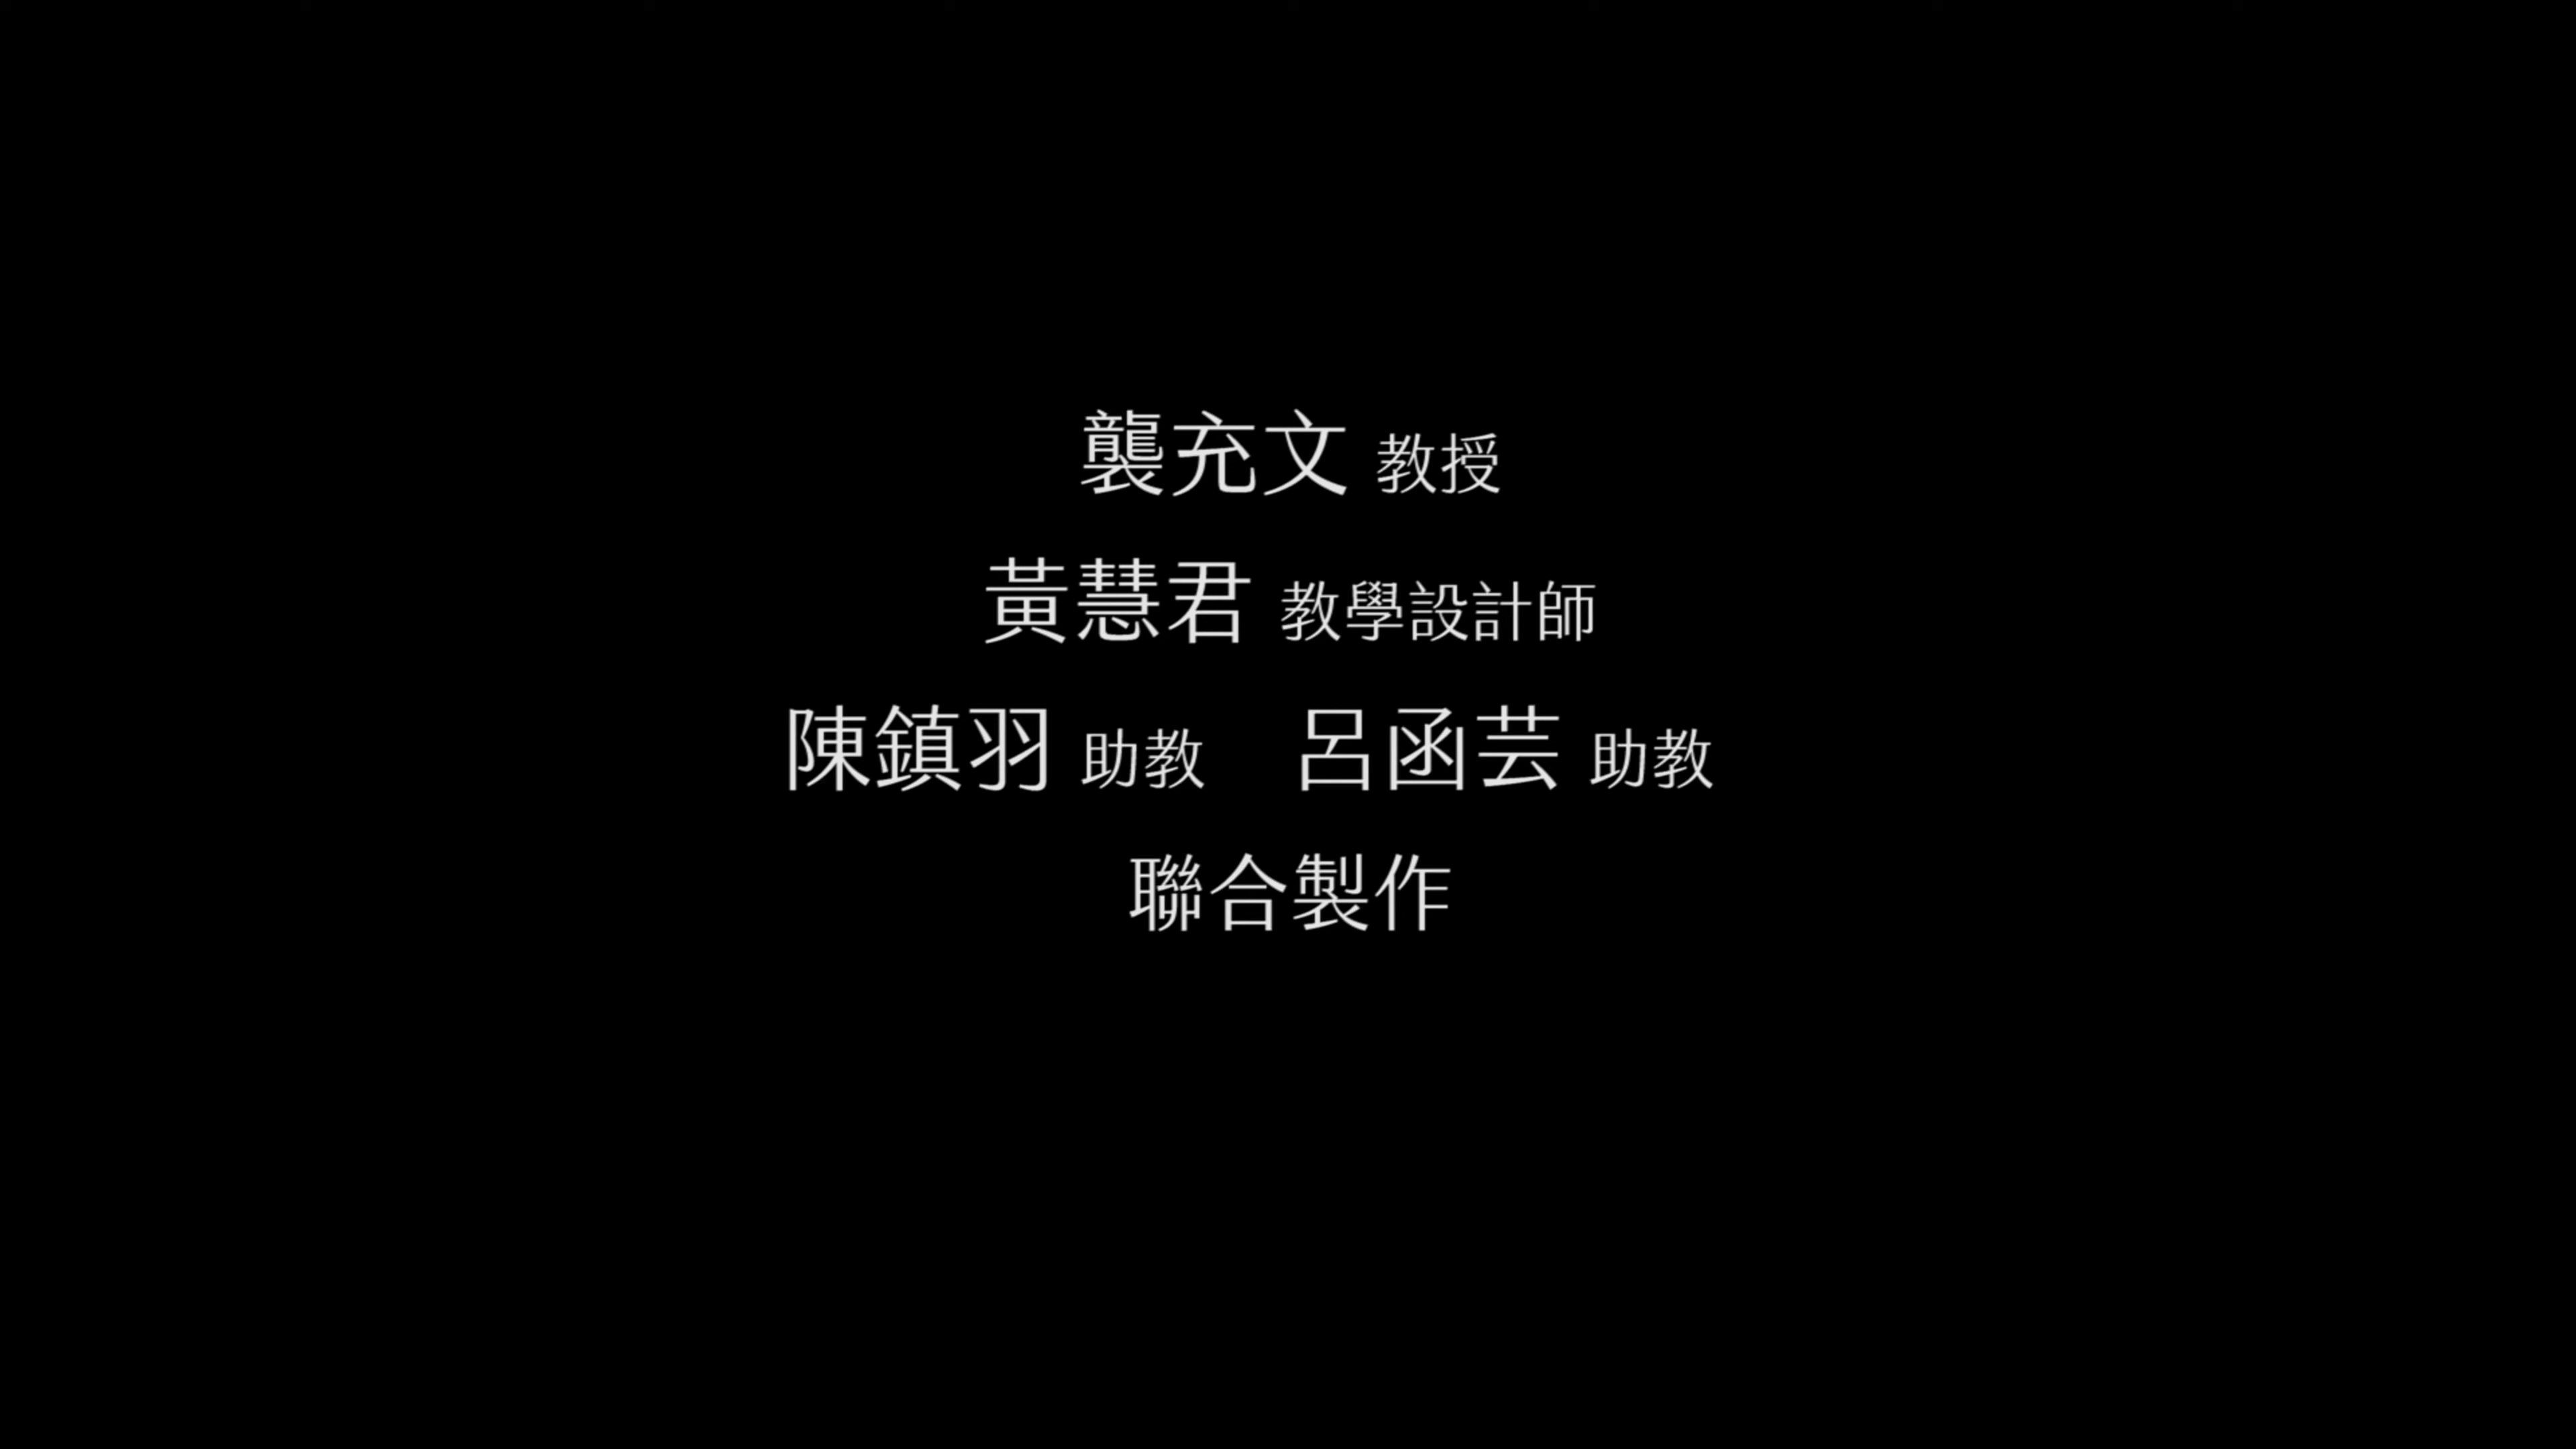 襲充文 教授
黃慧君 教學設計師
陳鎮羽 助教 呂函芸 助教
聯合製作